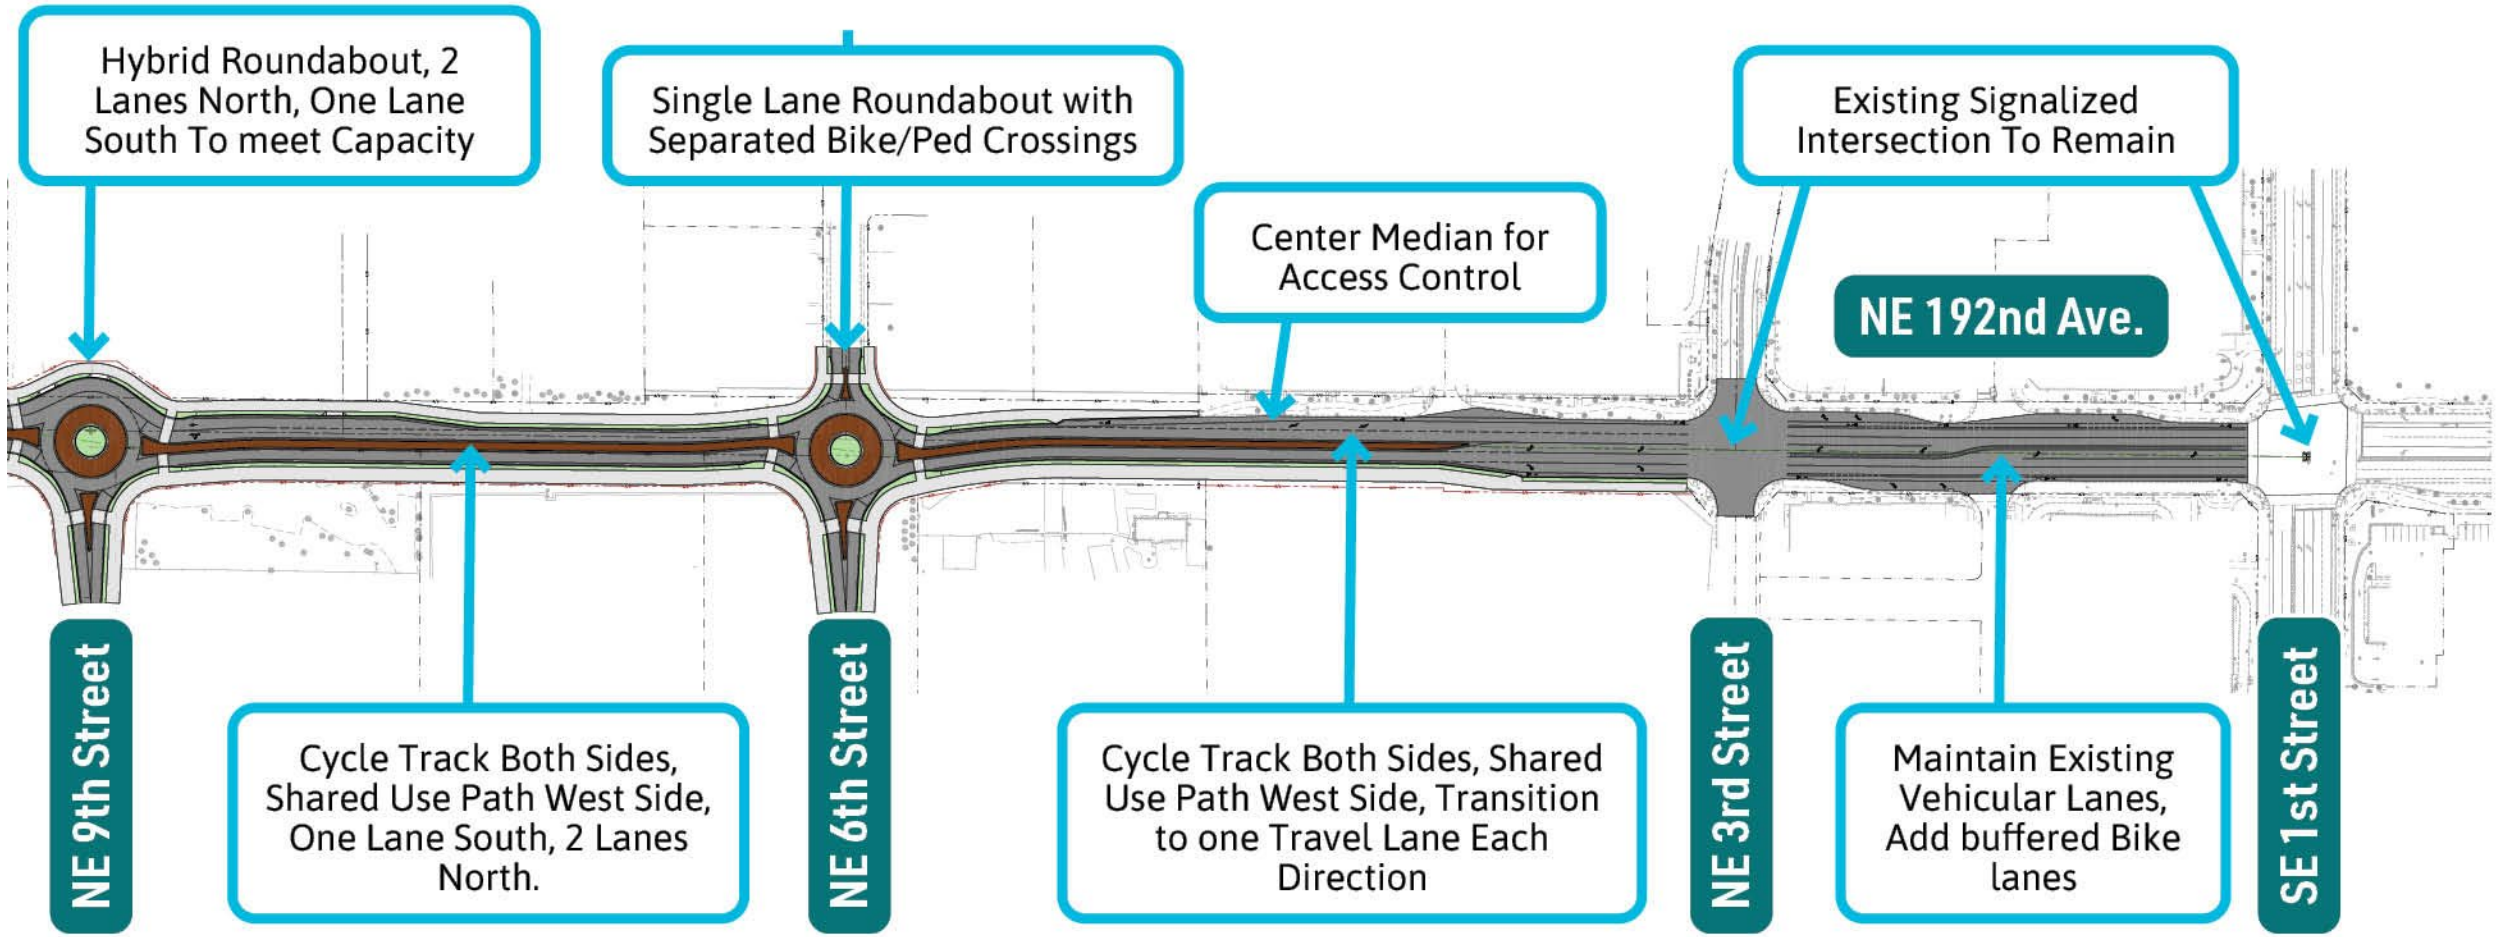 Hybrid Roundabout, 2
Lanes North, One Lane
South To meet Capacity
Single Lane Roundabout with
Separated Bike/Ped Crossings
Existing Signalized
Intersection To Remain
Center Median for
Access Control
NE 192nd Ave.
NE 9th Street
Cycle Track Both Sides,
Shared Use Path West Side,
One Lane South, 2 Lanes
North.
NE 6th Street
Cycle Track Both Sides, Shared
Use Path West Side, Transition
to one Travel Lane Each
Direction
NE 3rd Street
Maintain Existing
Vehicular Lanes,
Add buffered Bike
lanes
SE 1st Street